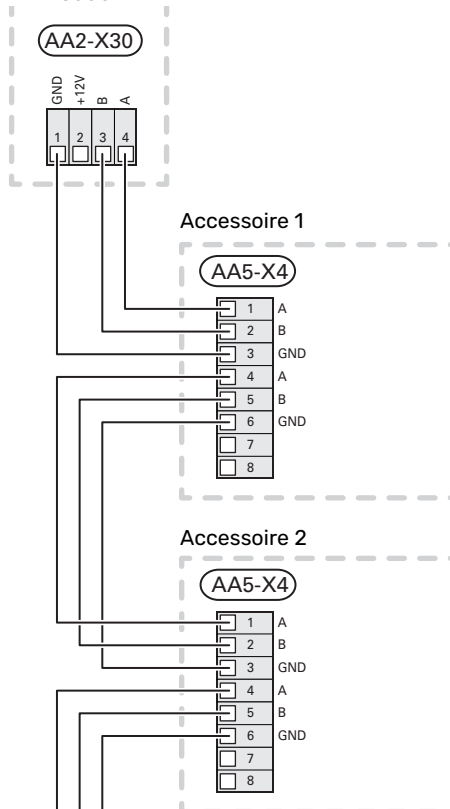 AA2-X30
GND
+12V
B
A
1 2 3 4
Accessoire 1
AA5-X4
1 A
2 B
3 GND
4 A
5 B
6 GND
7
8
Accessoire 2
AA5-X4
1 A
2 B
3 GND
4 A
5 B
6 GND
7
8